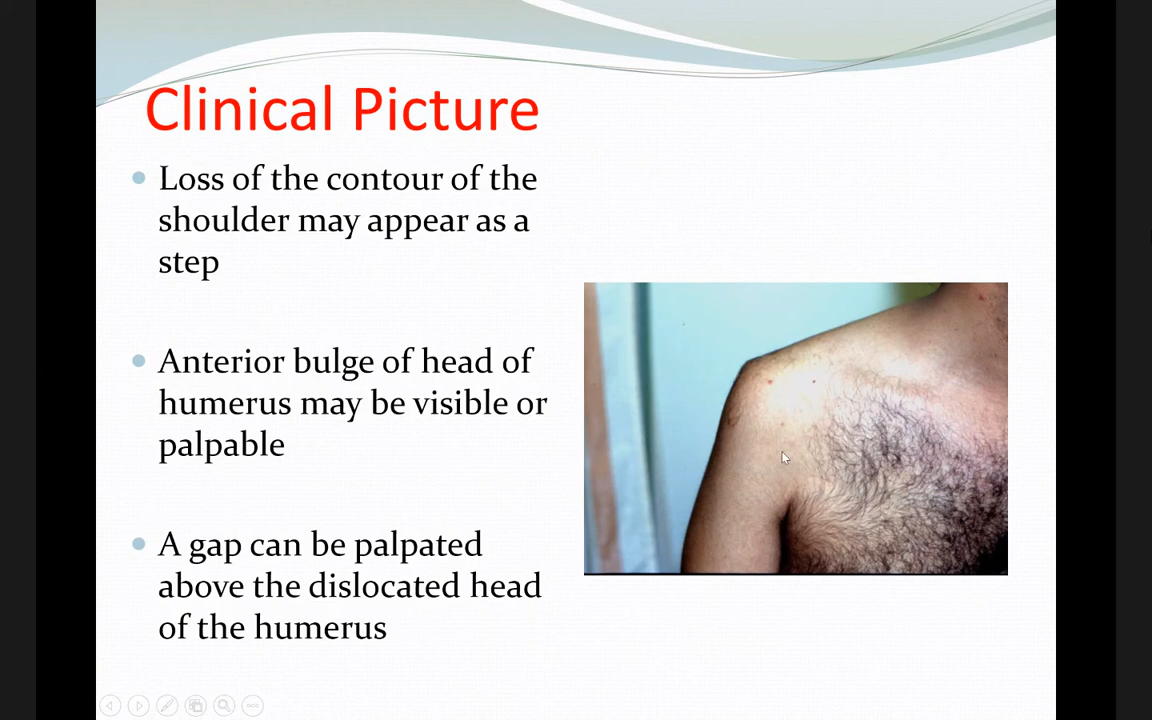 Clinical Picture
Loss of the contour of the
shoulder may appear as a
step
Anterior bulge of head of
humerus may be visible or
palpable
A gap can be palpated
above the dislocated head
of the humerus